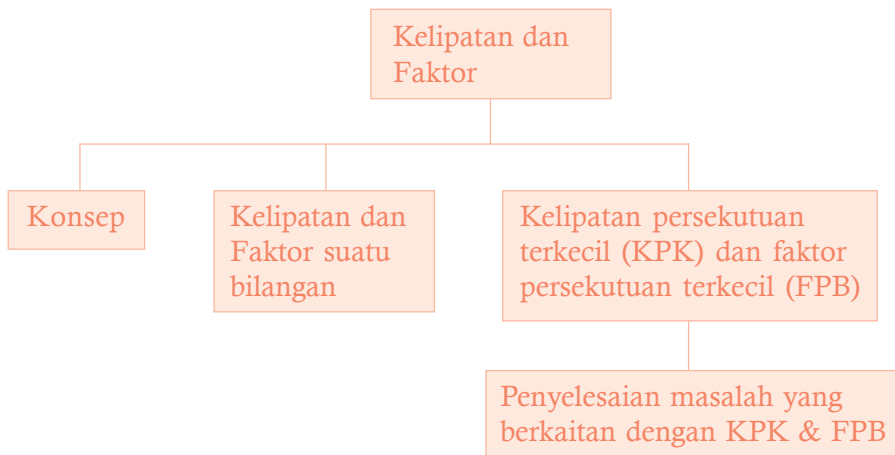 Kelipatan dan
Faktor
Konsep
Kelipatan dan
Faktor suatu
bilangan
Kelipatan persekutuan
terkecil (KPK) dan faktor
persekutuan terkecil (FPB)
Penyelesaian masalah yang
berkaitan dengan KPK & FPB